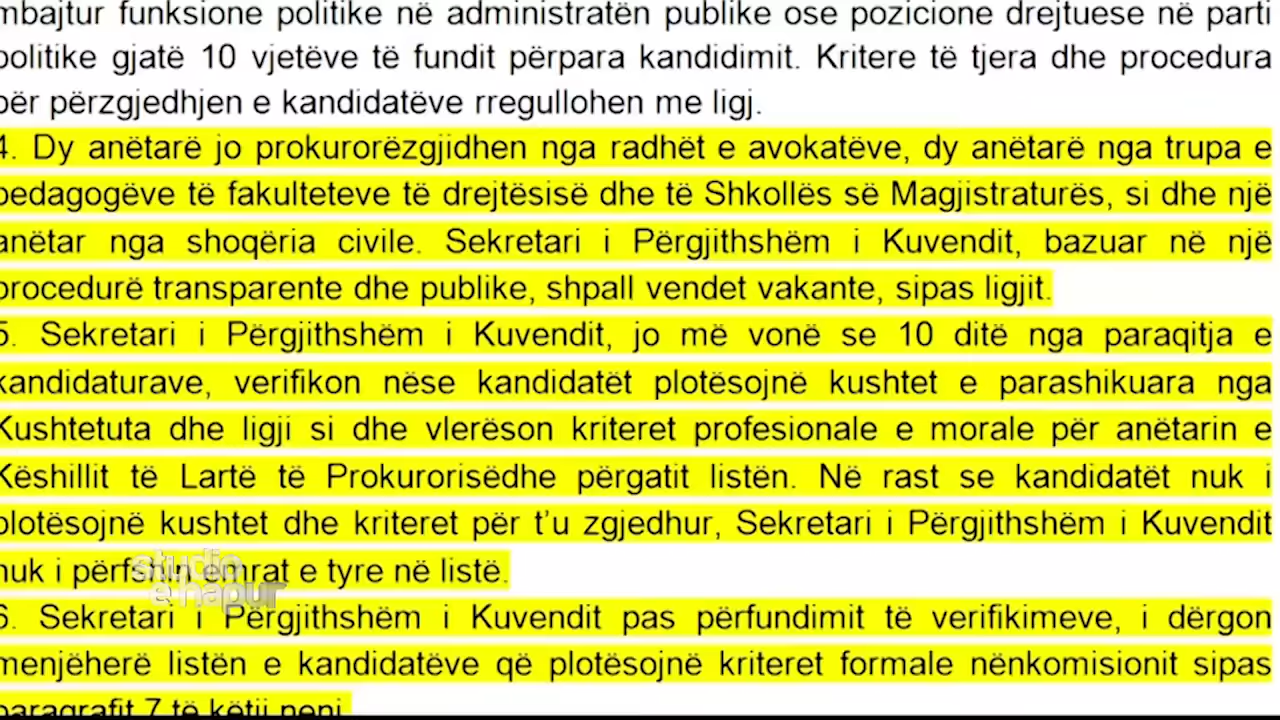 mbajtur funksione politike në administratën publike ose pozicione drejtuese në parti
politike gjatë 10 vjetëve të fundit përpara kandidimit. Kritere të tjera dhe procedura
për përzgjedhjen e kandidatëve rregullohen me ligj.
4. Dy anëtarë jo prokurorëzgjidhen nga radhët e avokatëve, dy anëtarë nga trupa e
pedagogëve të fakulteteve të drejtësisë dhe të Shkollës së Magjistraturës, si dhe një
anëtar nga shoqëria civile. Sekretari i Përgjithshëm i Kuvendit, bazuar në një
procedurë transparente dhe publike, shpall vendet vakante, sipas ligjit.
5. Sekretari i Përgjithshëm i Kuvendit, jo më vonë se 10 ditë nga paraqitja e
kandidaturave, verifikon nëse kandidatët plotësojnë kushtet e parashikuara nga
Kushtetuta dhe ligji si dhe vlerëson kriteret profesionale e morale për anëtarin e
Këshillit të Lartë të Prokurorisëdhe përgatit listën. Në rast se kandidatët nuk i
plotësojnë kushtet dhe kriteret për t'u zgjedhur, Sekretari i Përgjithshëm i Kuvendit
nuk i përfshin emrat e tyre në listë.
studio
e hapur
6. Sekretari i Përgjithshëm i Kuvendit pas përfundimit të verifikimeve, i dërgon
menjëherë listën e kandidatëve që plotësojnë kriteret formale nënkomisionit sipas
paragrafit 7 të këtij neni.